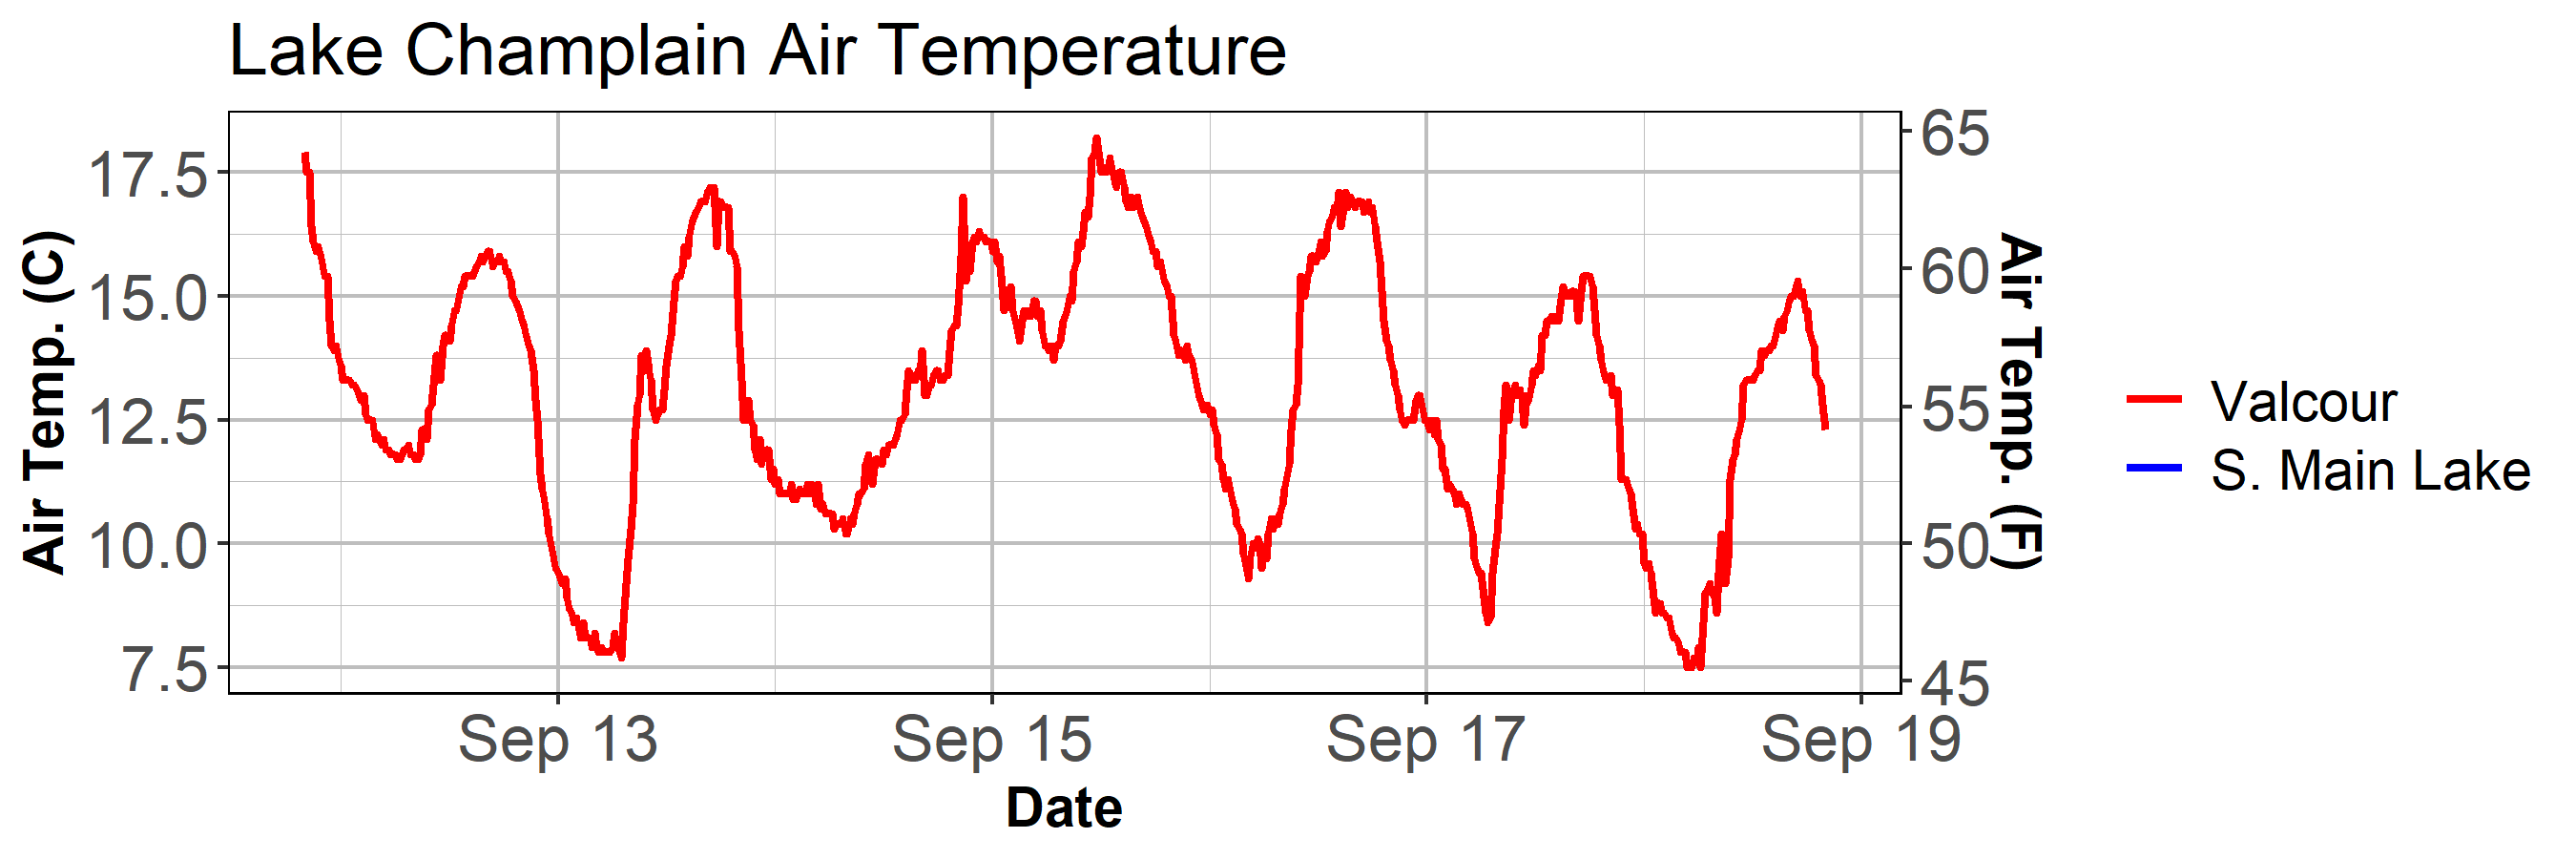 Lake Champlain Air Temperature
Air Temp. (C)
17.5
15.0
12.5
10.0
7.5
65
60
55
50
45
Air Temp. (F)
Sep 13
Sep 15
Sep 17
Sep 19
Date
Valcour
S. Main Lake